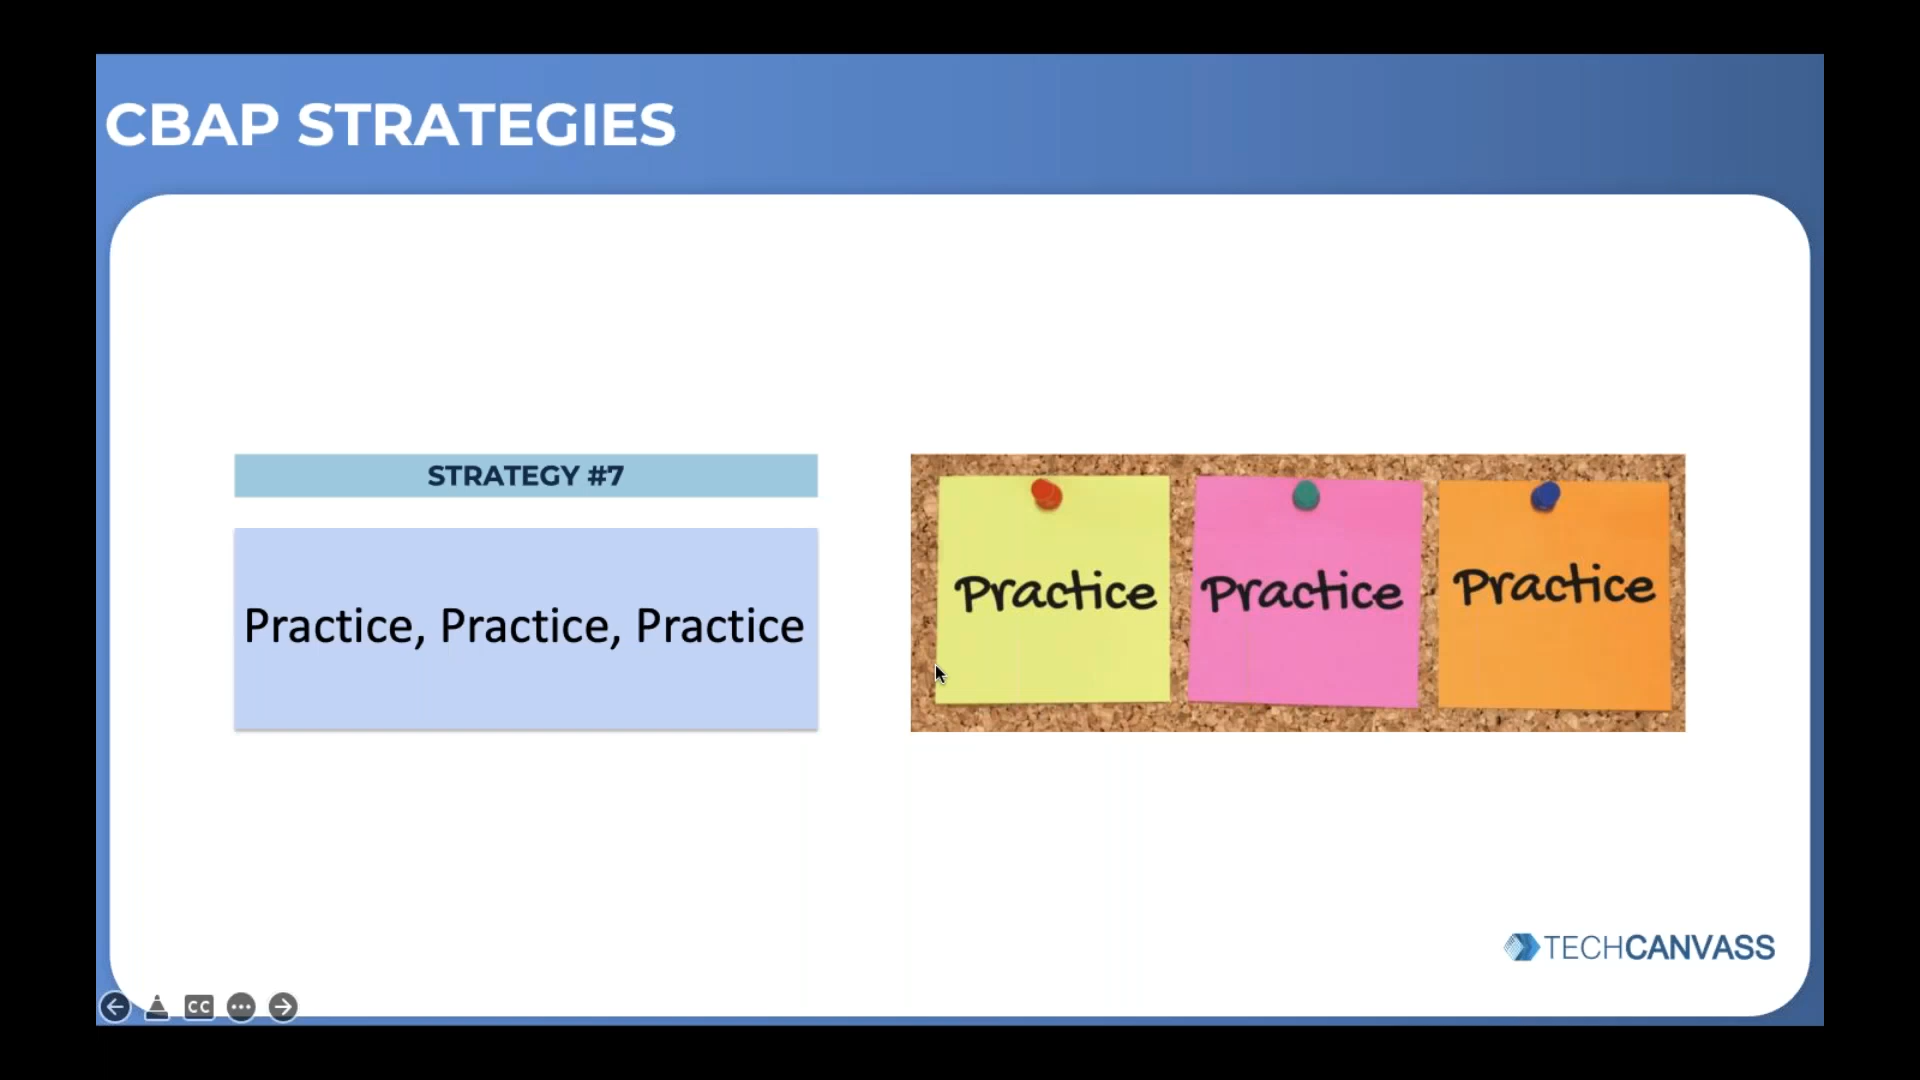 CBAP STRATEGIES
STRATEGY #7
Practice, Practice, Practice
Practice Practice Practice
TECHCANVASS
CC